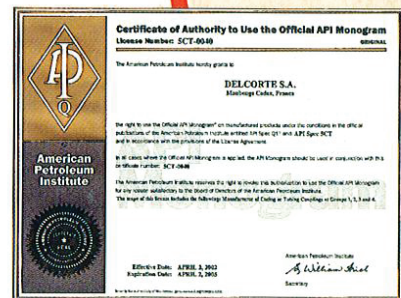 Certificate of Authority to Use the Official API Monogram
License Number: 5CT-0040 ORIGINAL
The American Petroleum Institute hereby grants to
DELCORTE S.A.
Maubeuge Cedex, France
the right to use the Official API Monogram® on manufactured products under the conditions in the official
publications of the American Petroleum Institute entitled API Spec Q1® and API Spec 5CT
and in accordance with the provisions of the License Agreement.
In all cases where the Official API Monogram is applied, the API Monogram should be used in conjunction with this
certificate number: 5CT-0040
The American Petroleum Institute reserves the right to revoke this authorization to use the Official API Monogram
for any reason satisfactory to the Board of Directors of the American Petroleum Institute.
The scope of this license includes the following: Manufacturer of Casing or Tubing Couplings at Groups 1, 2, 3 and 4.
API
Q
American
Petroleum
Institute
Effective Date: APRIL 2, 2002
Expiration Date: APRIL 2, 2005
American Petroleum Institute
Secretary